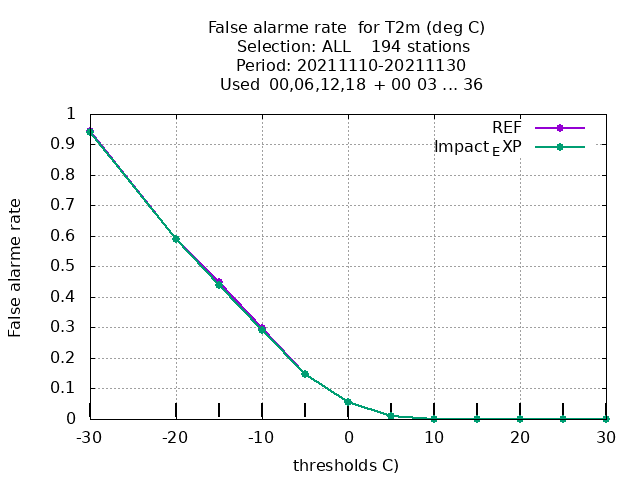 False alarme rate  for T2m (deg C)
Selection: ALL    194 stations
Period: 20211110-20211130
Used  00,06,12,18  + 00 03 ... 36
REF
Impact_EXP
1
0.9
0.8
0.7
0.6
0.5
0.4
0.3
0.2
0.1
0
False alarme rate
-30 -20 -10 0 10 20 30
thresholds C)